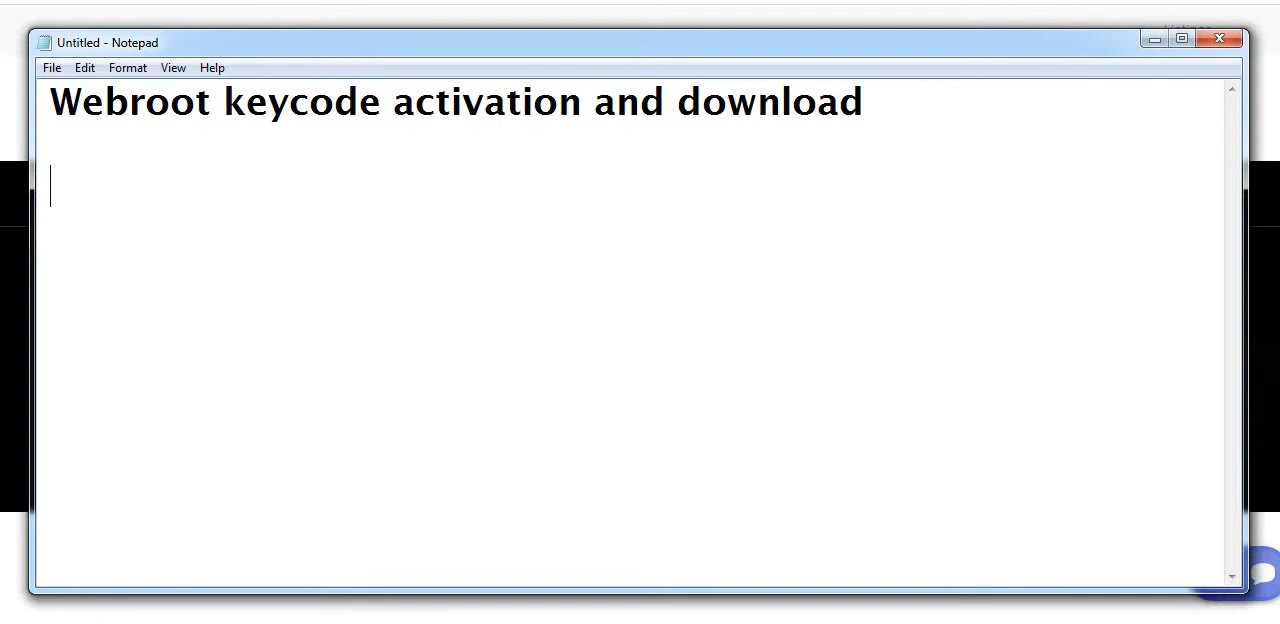 Untitled - Notepad
File Edit Format View Help
Webroot keycode activation and download